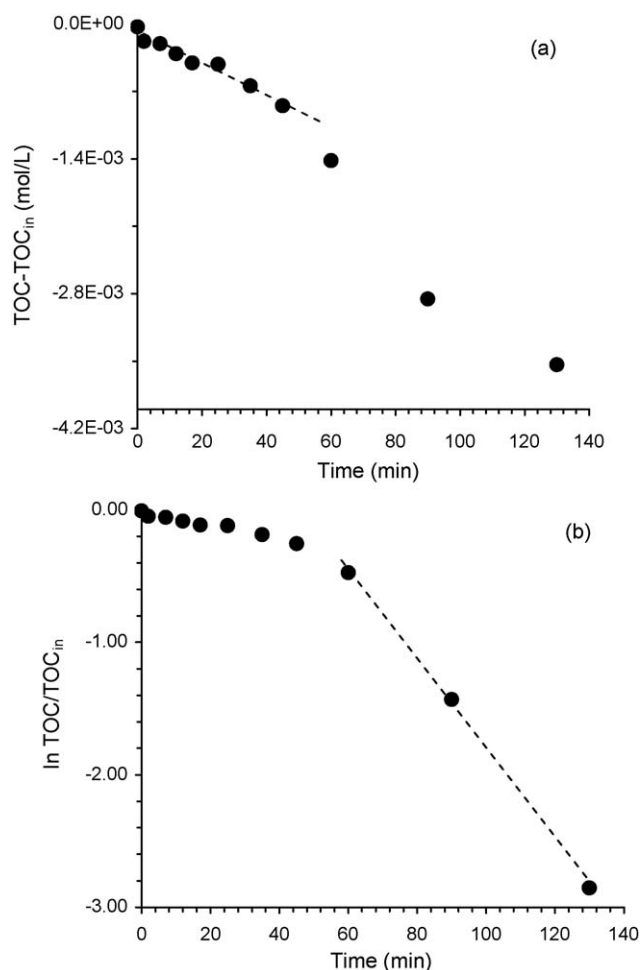 0.0E+00
(a)
-1.4E-03
-2.8E-03
-4.2E-03
TOC-TOCin (mol/L)
0 20 40 60 80 100 120 140
Time (min)
0.00
(b)
-1.00
-2.00
-3.00
ln TOC/TOCin
0 20 40 60 80 100 120 140
Time (min)